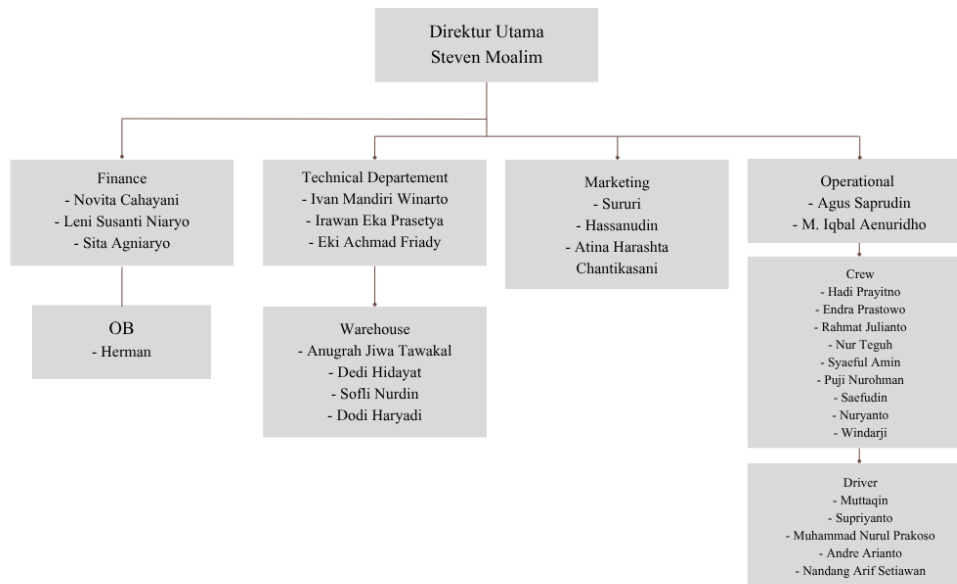 Direktur Utama
Steven Moalim
Finance
- Novita Cahayani
- Leni Susanti Niaryo
- Sita Agniaryo
OB
- Herman
Technical Departement
- Ivan Mandiri Winarto
- Irawan Eka Prasetya
- Eki Achmad Friady
Warehouse
- Anugrah Jiwa Tawakal
- Dedi Hidayat
- Sofli Nurdin
- Dodi Haryadi
Marketing
- Sururi
- Hassanudin
- Atina Harashta
Chantikasani
Operational
- Agus Saprudin
- M. Iqbal Aenuridho
Crew
- Hadi Prayitno
- Endra Prastowo
- Rahmat Julianto
- Nur Teguh
- Syaeful Amin
- Puji Nurohman
- Saefudin
- Nuryanto
- Windarji
Driver
- Muttaqin
- Supriyanto
- Muhammad Nurul Prakoso
- Andre Arianto
- Nandang Arif Setiawan